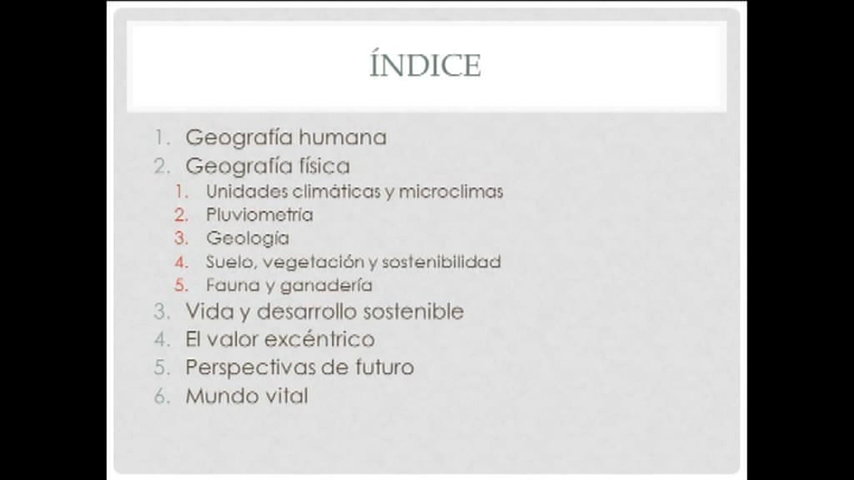 ÍNDICE
1. Geografía humana
2. Geografía física
1. Unidades climáticas y microclimas
2. Pluviometría
3. Geología
4. Suelo, vegetación y sostenibilidad
5. Fauna y ganadería
3. Vida y desarrollo sostenible
4. El valor excéntrico
5. Perspectivas de futuro
6. Mundo vital